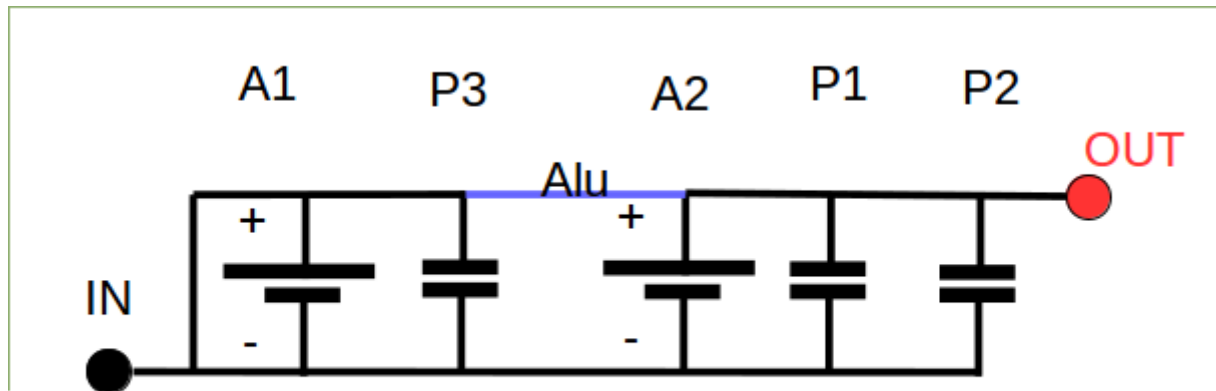 A1 P3 A2 P1 P2
OUT
Alu
+ +
IN
- -